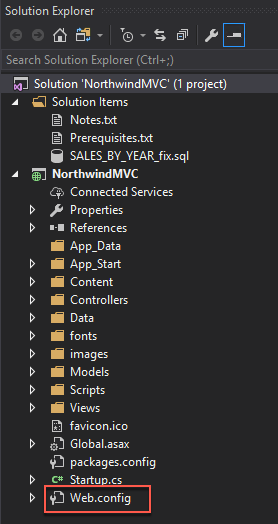 Solution Explorer
Search Solution Explorer (Ctrl+;)
Solution 'NorthwindMVC' (1 project)
Solution Items
Notes.txt
Prerequisites.txt
SALES_BY_YEAR_fix.sql
NorthwindMVC
Connected Services
Properties
References
App_Data
App_Start
Content
Controllers
Data
fonts
images
Models
Scripts
Views
favicon.ico
Global.asax
packages.config
Startup.cs
Web.config